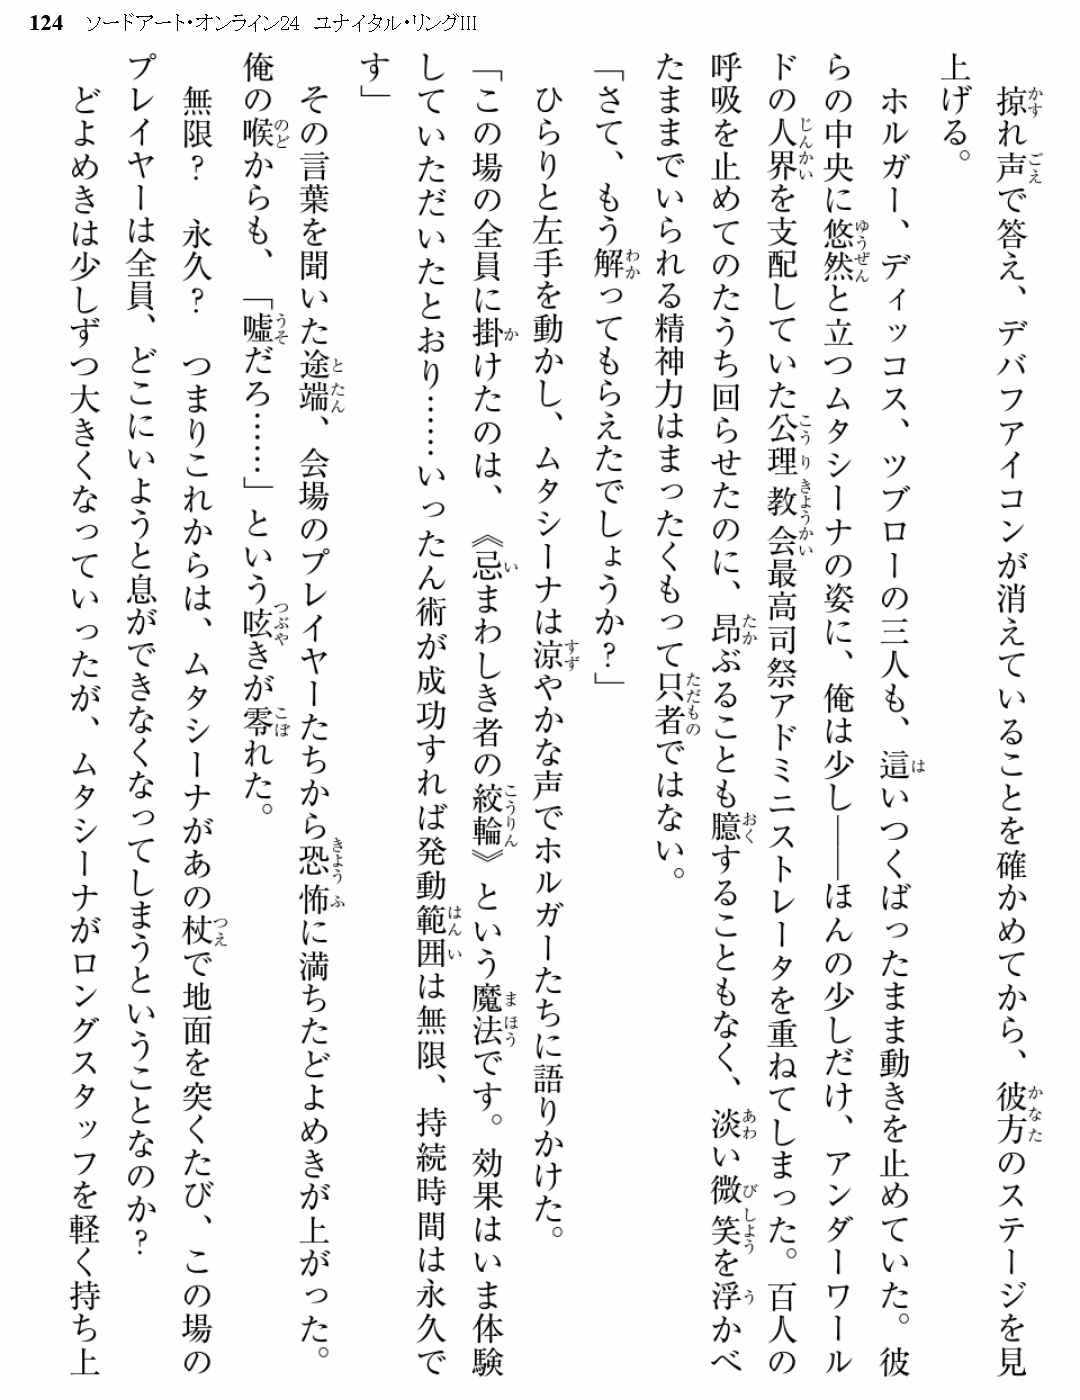 124　ソードアート・オンライン24　ユナイタル・リングIII
　掠れ声で答え、デバフアイコンが消えていることを確かめてから、彼方のステージを見
上げる。
　ホルガー、ディッコス、ツブローの三人も、這いつくばったまま動きを止めていた。彼
らの中央に悠然と立つムタシーナの姿に、俺は少し――ほんの少しだけ、アンダーワール
ドの人界を支配していた公理教会最高司祭アドミニストレータを重ねてしまった。百人の
呼吸を止めてのたうち回らせたのに、昂ぶることも臆することもなく、淡い微笑を浮かべ
たままでいられる精神力はまったくもって只者ではない。
「さて、もう解ってもらえたでしょうか？」
　ひらりと左手を動かし、ムタシーナは涼やかな声でホルガーたちに語りかけた。
「この場の全員に掛けたのは、《忌まわしき者の絞輪》という魔法です。効果はいま体験
していただいたとおり……いったん術が成功すれば発動範囲は無限、持続時間は永久で
す」
　その言葉を聞いた途端、会場のプレイヤーたちから恐怖に満ちたどよめきが上がった。
俺の喉からも、「嘘だろ……」という呟きが零れた。
　無限？　永久？　つまりこれからは、ムタシーナがあの杖で地面を突くたび、この場の
プレイヤーは全員、どこにいようと息ができなくなってしまうということなのか？
　どよめきは少しずつ大きくなっていったが、ムタシーナがロングスタッフを軽く持ち上